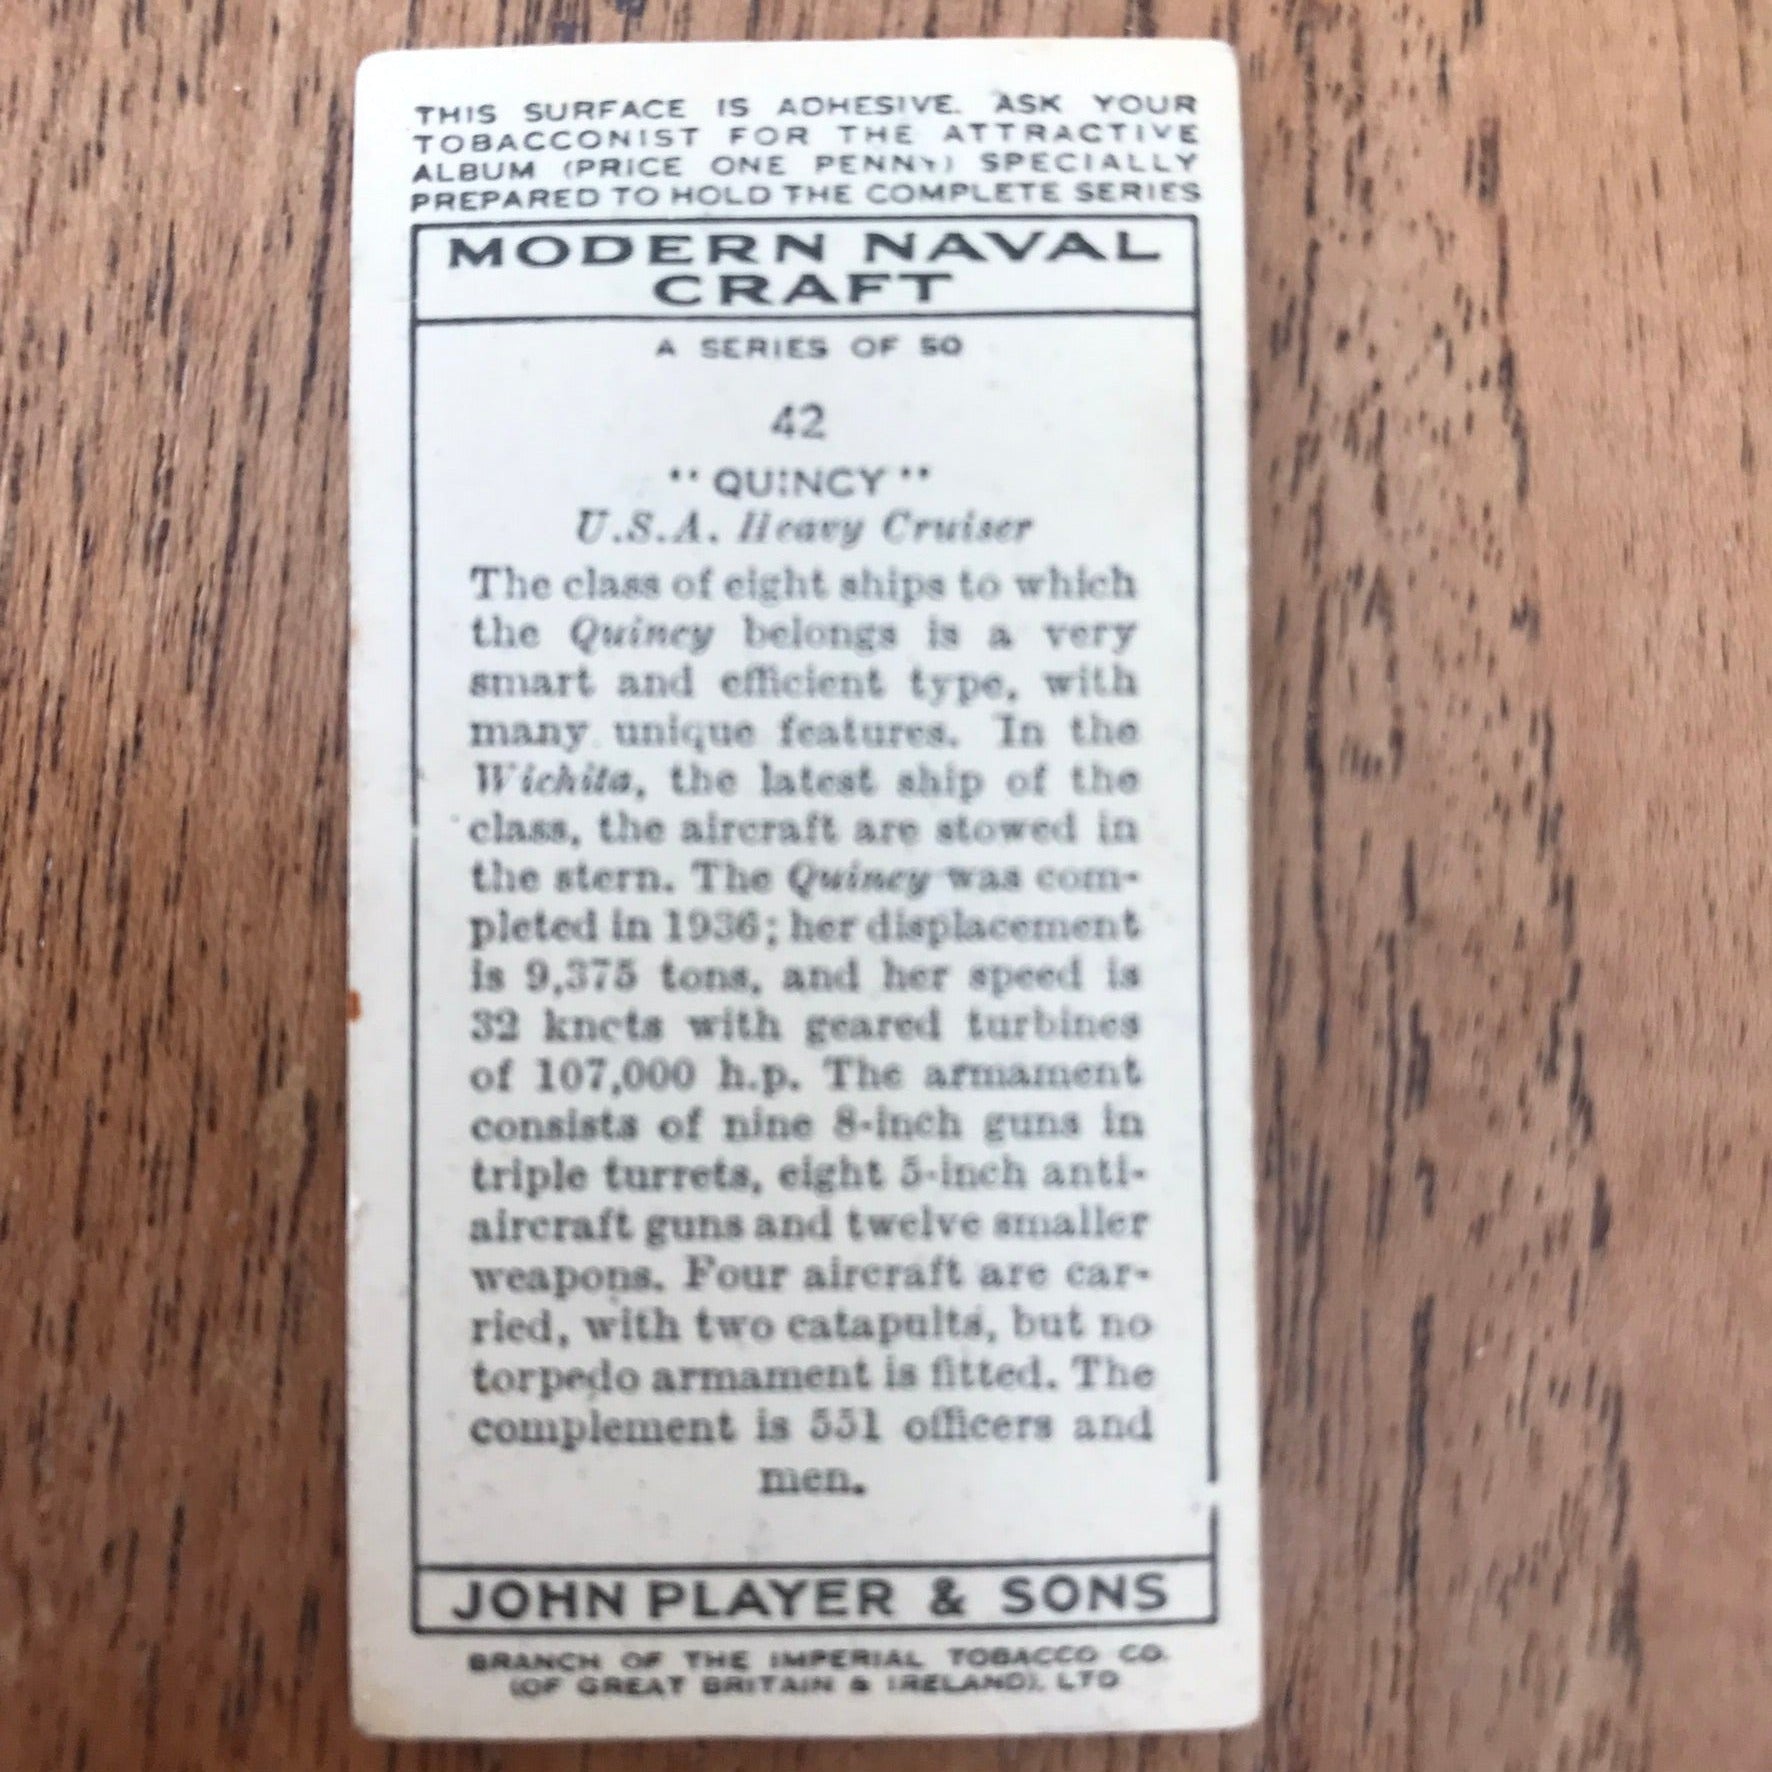 THIS SURFACE IS ADHESIVE. ASK YOUR
TOBACCONIST FOR THE ATTRACTIVE
ALBUM (PRICE ONE PENNY) SPECIALLY
PREPARED TO HOLD THE COMPLETE SERIES
MODERN NAVAL
CRAFT
A SERIES OF 50
42
"QUINCY"
U.S.A. Heavy Cruiser
The class of eight ships to which
the Quincy belongs is a very
smart and efficient type, with
many unique features. In the
Wichita, the latest ship of the
class, the aircraft are stowed in
the stern. The Quincy was com-
pleted in 1936; her displacement
is 9,375 tons, and her speed is
32 knots with geared turbines
of 107,000 h.p. The armament
consists of nine 8-inch guns in
triple turrets, eight 5-inch anti-
aircraft guns and twelve smaller
weapons. Four aircraft are car-
ried, with two catapults, but no
torpedo armament is fitted. The
complement is 551 officers and
men.
JOHN PLAYER & SONS
BRANCH OF THE IMPERIAL TOBACCO CO.
(OF GREAT BRITAIN & IRELAND), LTD